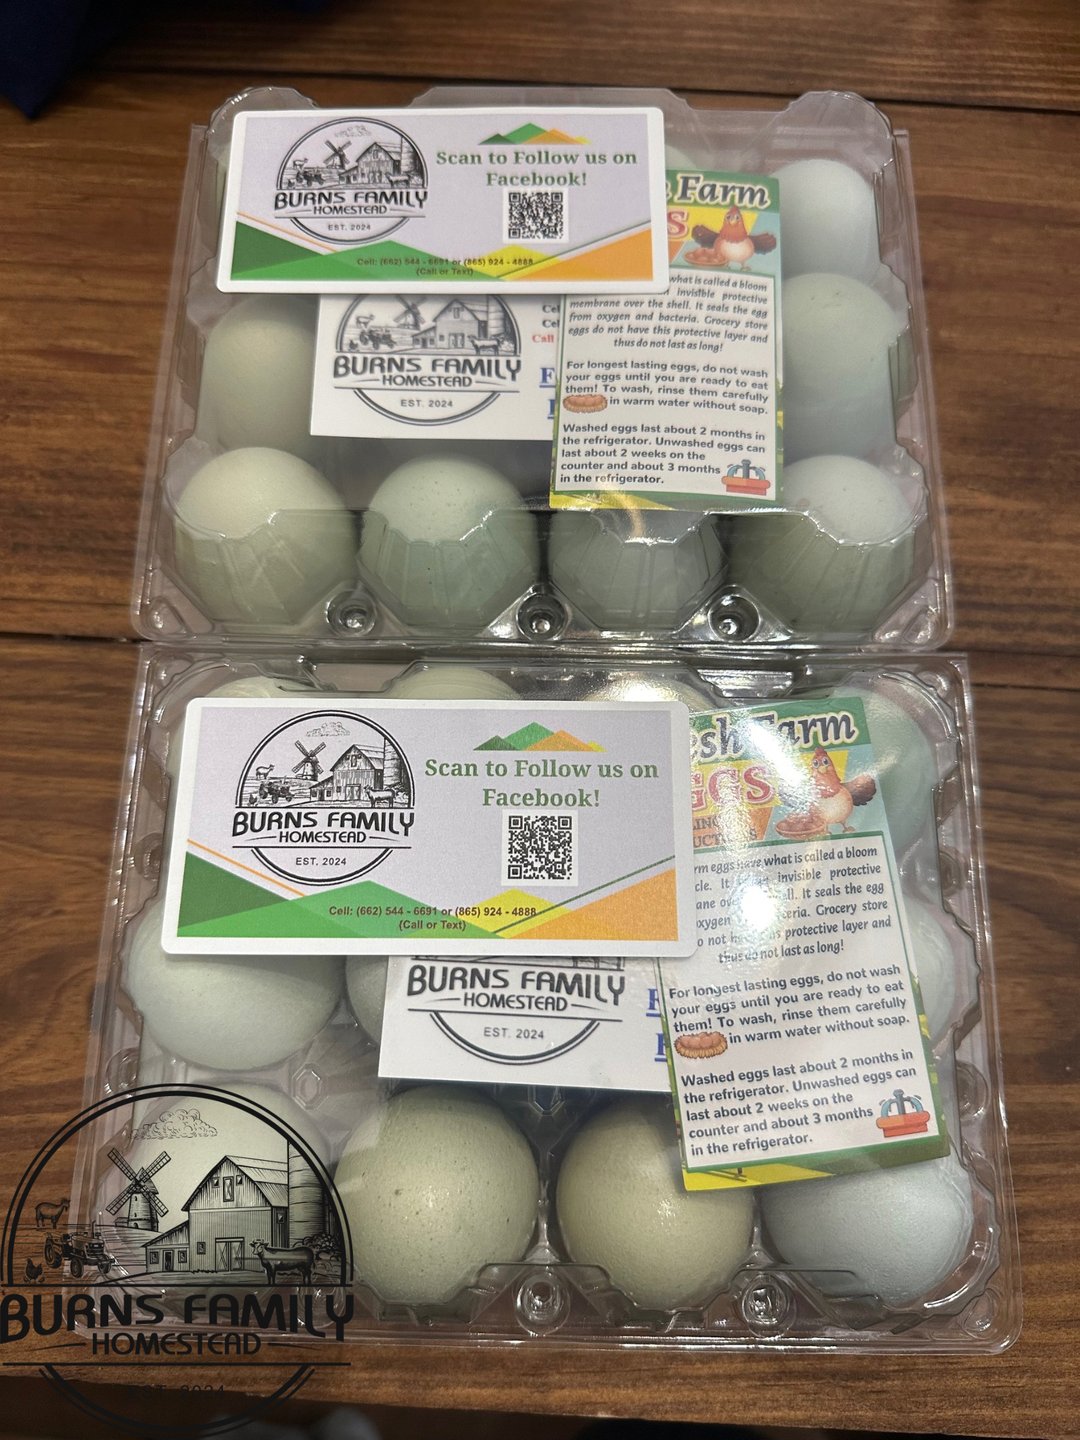 BURNS FAMILY
HOMESTEAD
EST. 2024
Scan to Follow us on
Facebook!
Cell: (662) 544 - 6691 or (865) 924 - 4888
(Call or Text)
Farm
what is called a bloom
invisible protective
membrane over the shell. It seals the egg
from oxygen and bacteria. Grocery store
eggs do not have this protective layer and
thus do not last as long!
For longest lasting eggs, do not wash
your eggs until you are ready to eat
them! To wash, rinse them carefully
in warm water without soap.
Washed eggs last about 2 months in
the refrigerator. Unwashed eggs can
last about 2 weeks on the
counter and about 3 months
in the refrigerator.
Call
BURNS FAMILY
HOMESTEAD
EST. 2024
BURNS FAMILY
HOMESTEAD
EST. 2024
Scan to Follow us on
Facebook!
Cell: (662) 544 - 6691 or (865) 924 - 4888
(Call or Text)
esh Farm
GGS
eggs have what is called a bloom
It invisible protective
It seals the egg
Grocery store
o not protective layer and
thus do not last as long!
For longest lasting eggs, do not wash
your eggs until you are ready to eat
them! To wash, rinse them carefully
in warm water without soap.
Washed eggs last about 2 months in
the refrigerator. Unwashed eggs can
last about 2 weeks on the
counter and about 3 months
in the refrigerator.
BURNS FAMILY
HOMESTEAD
EST. 2024
BURNS FAMILY
HOMESTEAD
EST. 2024